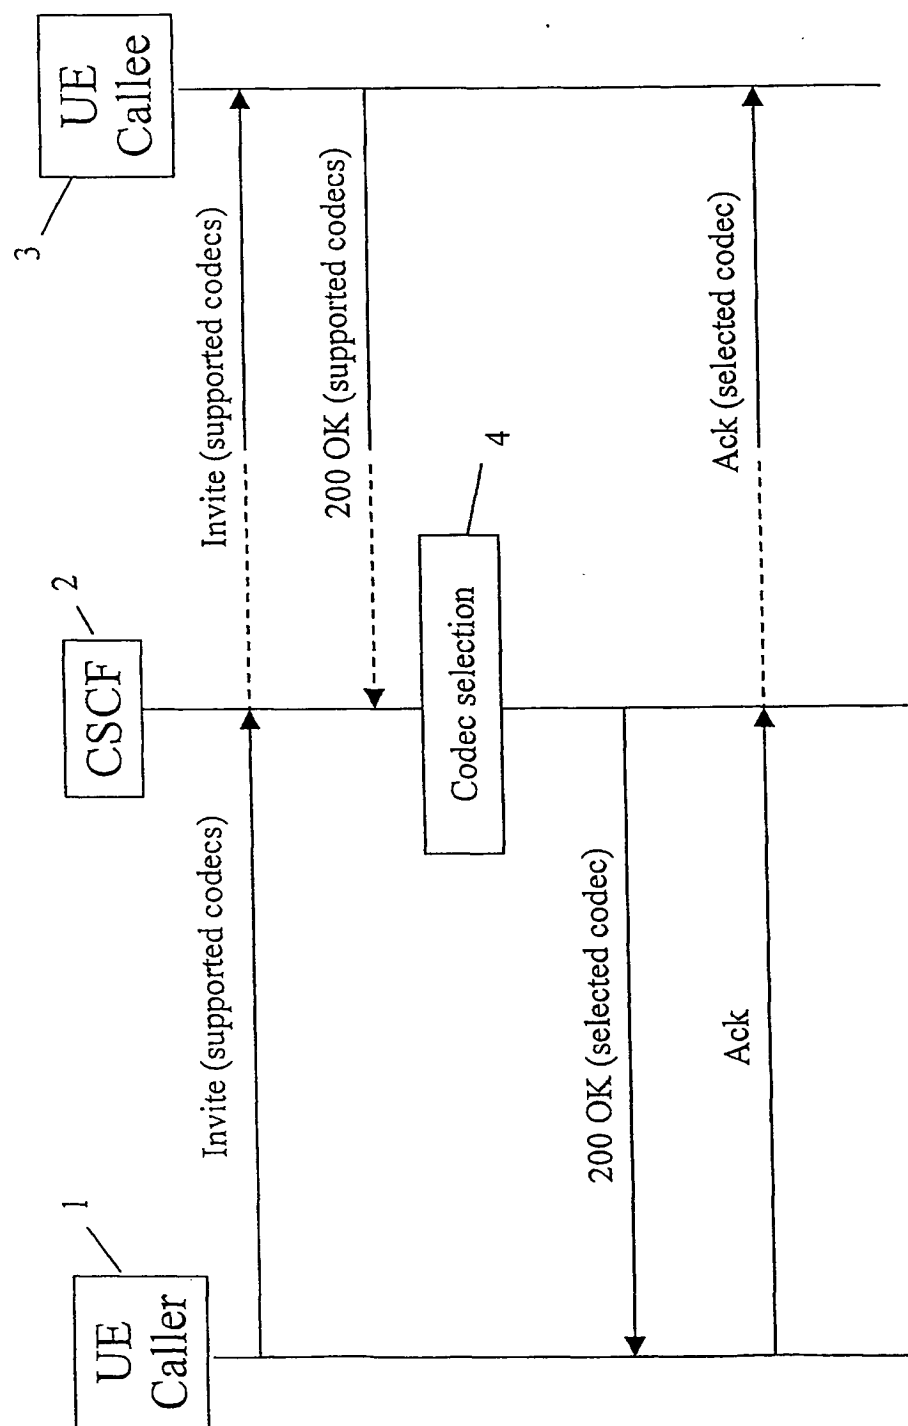 UE
Caller
1
CSCF
2
UE
Callee
3
Invite (supported codecs)
Invite (supported codecs)
200 OK (supported codecs)
Codec selection
4
200 OK (selected codec)
Ack
Ack (selected codec)